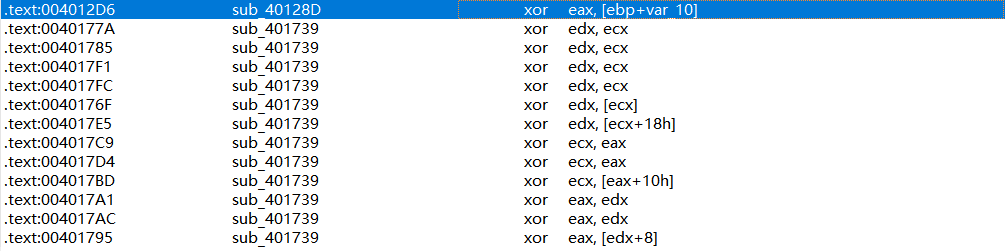 .text:004012D6 sub_40128D xor eax, [ebp+var_10]
.text:0040177A sub_401739 xor edx, ecx
.text:00401785 sub_401739 xor edx, ecx
.text:004017F1 sub_401739 xor edx, ecx
.text:004017FC sub_401739 xor edx, ecx
.text:0040176F sub_401739 xor edx, [ecx]
.text:004017E5 sub_401739 xor edx, [ecx+18h]
.text:004017C9 sub_401739 xor ecx, eax
.text:004017D4 sub_401739 xor ecx, eax
.text:004017BD sub_401739 xor ecx, [eax+10h]
.text:004017A1 sub_401739 xor eax, edx
.text:004017AC sub_401739 xor eax, edx
.text:00401795 sub_401739 xor eax, [edx+8]